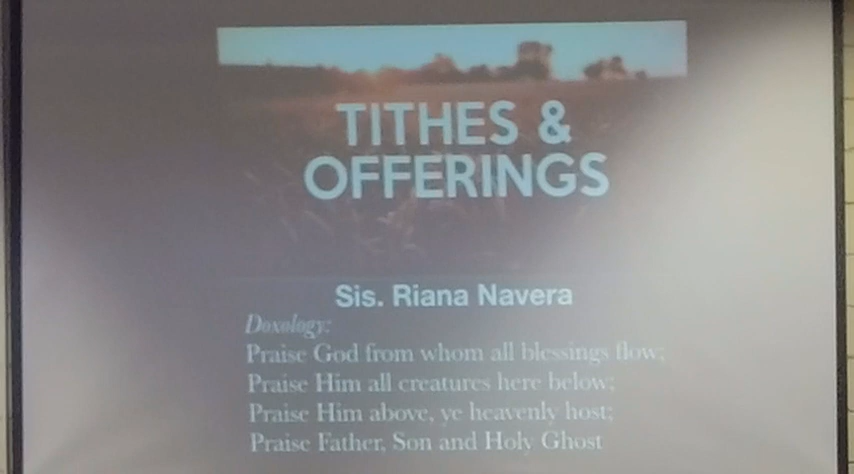 TITHES &
OFFERINGS
Sis. Riana Navera
Doxology:
Praise God from whom all blessings flow;
Praise Him all creatures here below;
Praise Him above, ye heavenly host;
Praise Father, Son and Holy Ghost